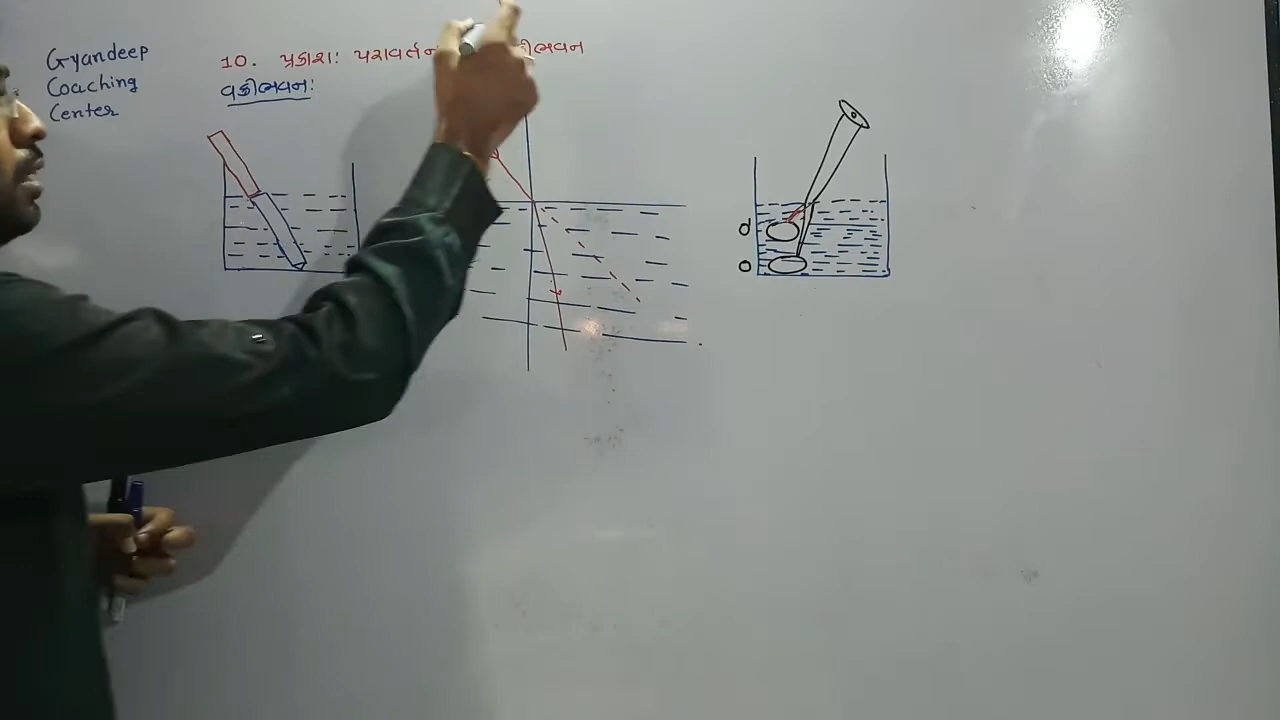 Gyandeep
Coaching
Center
10. પ્રકાશ: પરાવર્તન
વક્રીભવન:
d
o